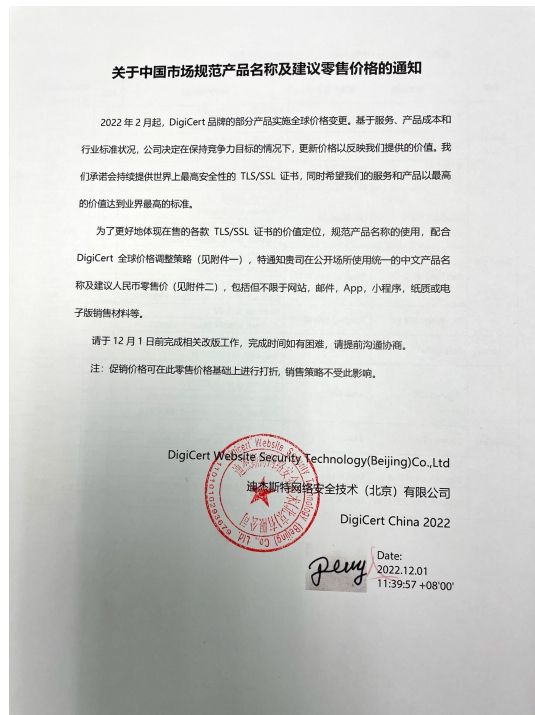 关于中国市场规范产品名称及建议零售价格的通知
2022 年 2 月起，DigiCert 品牌的部分产品实施全球价格变更。基于服务、产品成本和
行业标准状况，公司决定在保持竞争力目标的情况下，更新价格以反映我们提供的价值。我
们承诺会持续提供世界上最高安全性的 TLS/SSL 证书，同时希望我们的服务和产品以最高
的价值达到业界最高的标准。
为了更好地体现在售的各款 TLS/SSL 证书的价值定位，规范产品名称的使用，配合
DigiCert 全球价格调整策略（见附件一），特通知贵司在公开场所使用统一的中文产品名
称及建议人民币零售价（见附件二），包括但不限于网站，邮件，App，小程序，纸质或电
子版销售材料等。
请于 12 月 1 日前完成相关改版工作，完成时间如有困难，请提前沟通协商。
注：促销价格可在此零售价格基础上进行打折, 销售策略不受此影响。
DigiCert Website Security Technology(Beijing)Co.,Ltd
迪杰斯特网络安全技术（北京）有限公司
DigiCert China 2022
DigiCert Website Security Technology (Beijing) Co., Ltd.
Date:
2022.12.01
11:39:57 +08'00'